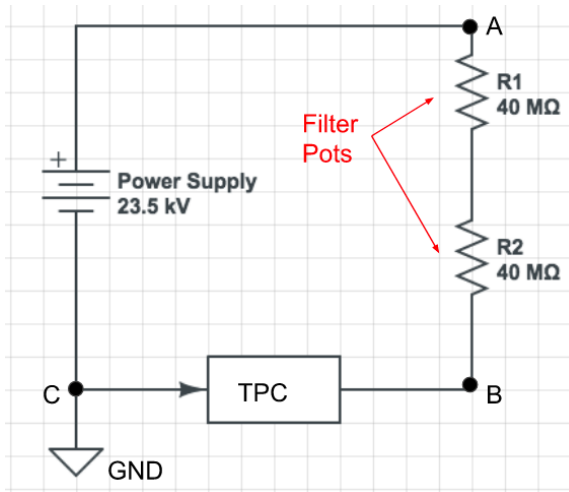 A
R1
40 MΩ
Filter
Pots
+
Power Supply
23.5 kV
R2
40 MΩ
C
TPC
B
GND